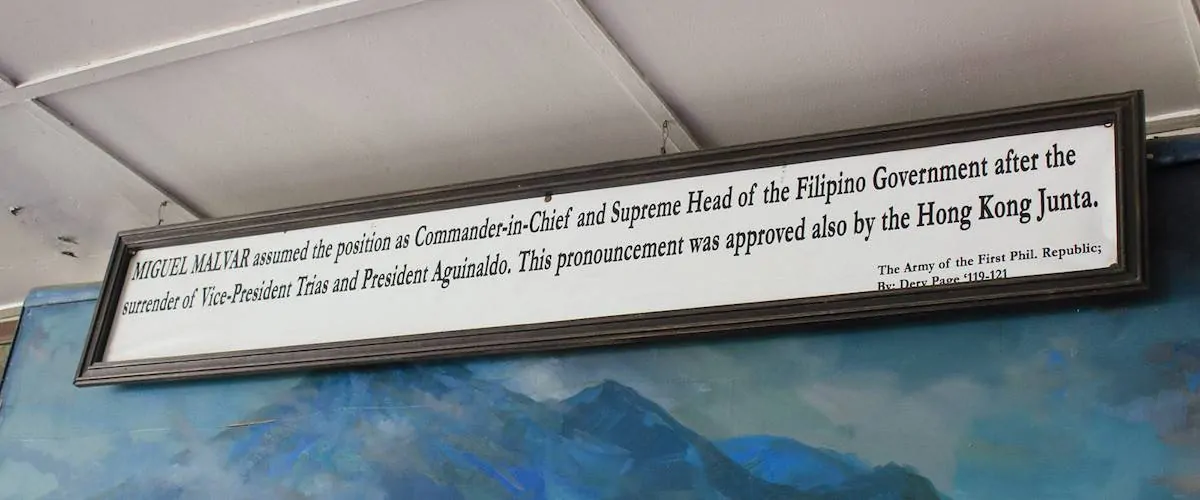 MIGUEL MALVAR assumed the position as Commander-in-Chief and Supreme Head of the Filipino Government after the
surrender of Vice-President Trias and President Aguinaldo. This pronouncement was approved also by the Hong Kong Junta.
The Army of the First Phil. Republic;
By: Dery Page ‘119-121